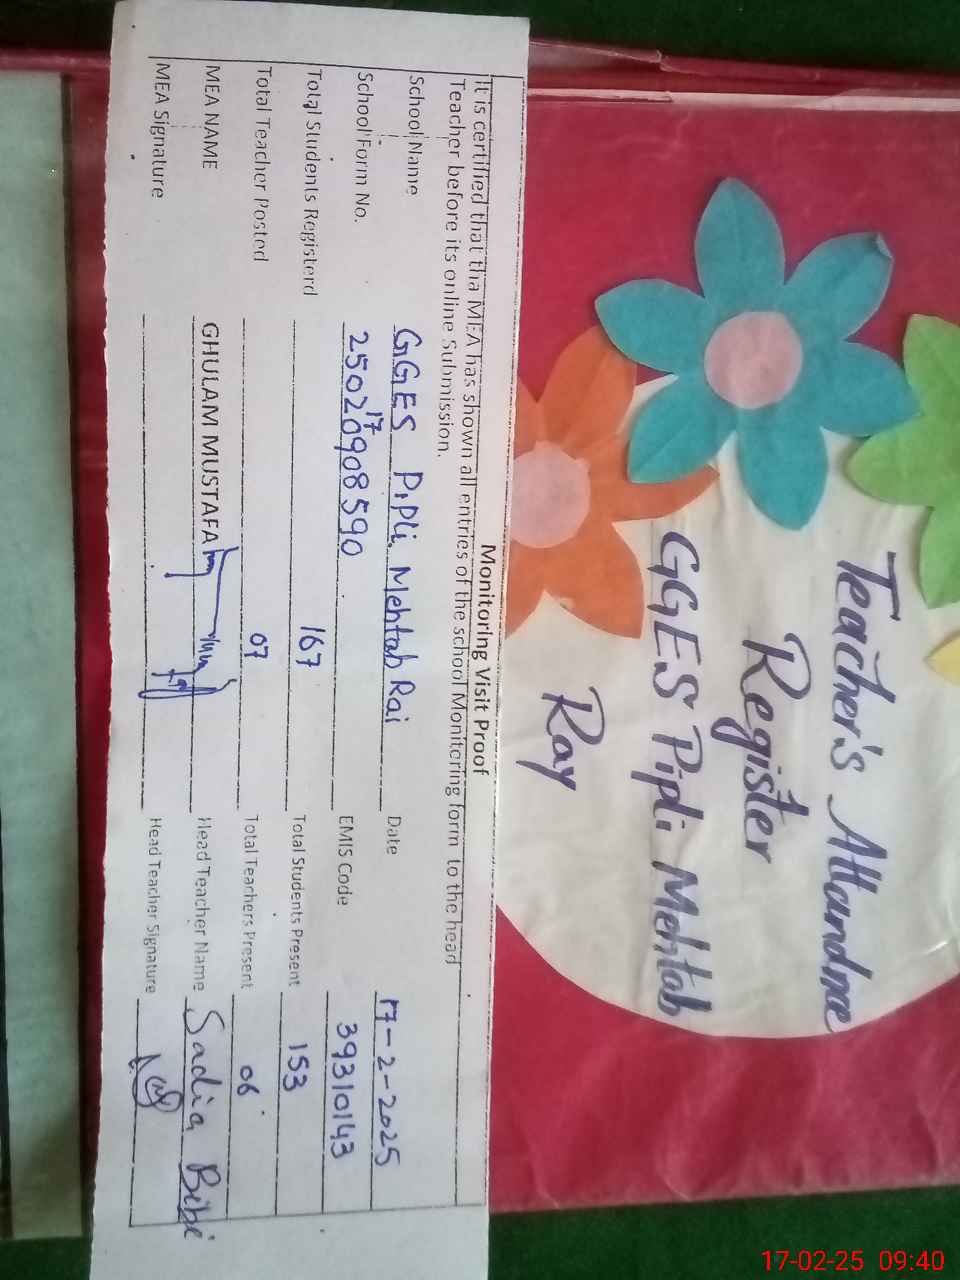 Teacher's Attandnce
Register
GGES Pipli Mehtab
Ray
Monitoring Visit Proof
It is certified that tha MEA has shown all entries of the school Monitoring form to the head
Teacher before its online Submission.
School Name GGES Pipli Mehtab Rai Date 17-2-2025
School Form No. 25020908590 17 EMIS Code 39310143
Total Students Registerd 167 Total Students Present 153
Total Teacher Posted 07 Total Teachers Present 06
MEA NAME GHULAM MUSTAFA Head Teacher Name Sadia Bibi
MEA Signature Head Teacher Signature
17-02-25 09:40